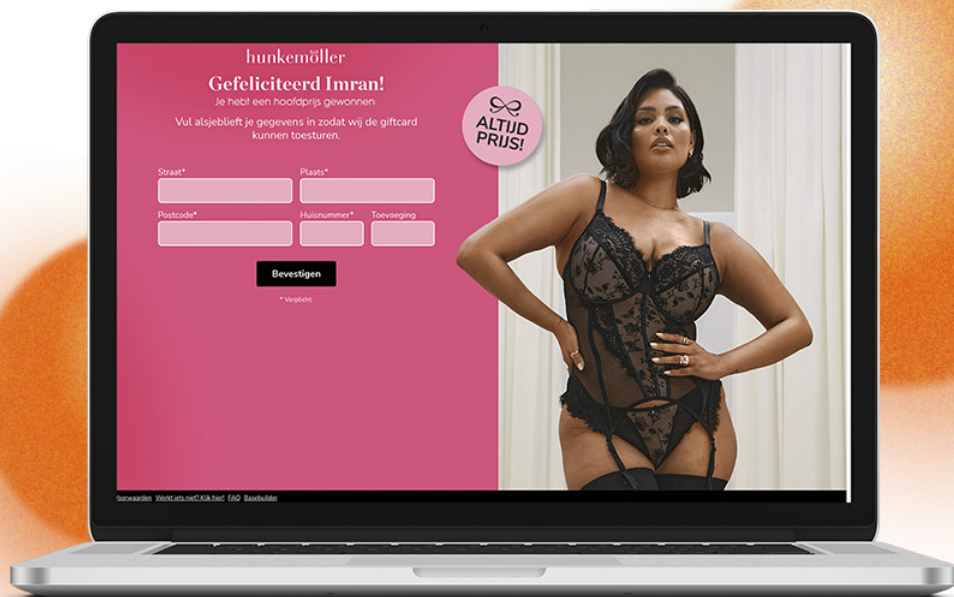 hunkemöller
Gefeliciteerd Imran!
Je hebt een hoofdprijs gewonnen
Vul alsjeblieft je gegevens in zodat wij de giftcard
kunnen toesturen.
ALTIJD
PRIJS!
Straat*
Plaats*
Postcode*
Huisnummer*
Toevoeging
Bevestigen
* Verplicht.
Voorwaarden Werkt iets niet? Klik hier! FAQ Basebuilder